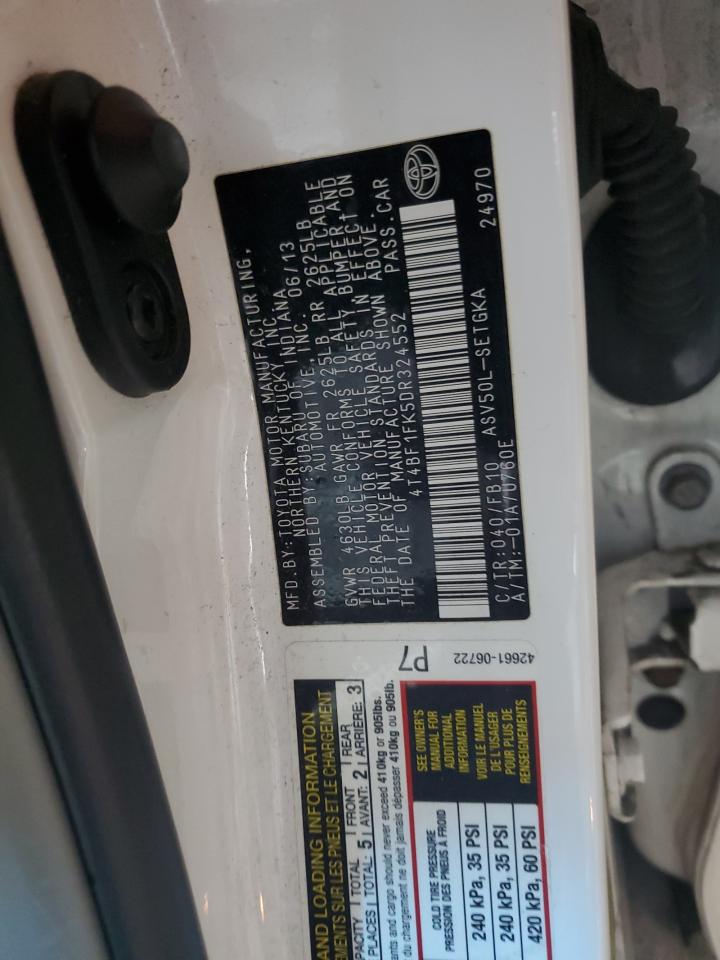 MFD.BY:TOYOTA MOTOR MANUFACTURING,
NORTHERN KENTUCKY, INC.
ASSEMBLED BY:SUBARU OF INDIANA
AUTOMOTIVE, INC. 06/13
GVWR 4630LB GAWR FR 2625LB RR 2625LB
THIS VEHICLE CONFORMS TO ALL APPLICABLE
FEDERAL MOTOR VEHICLE SAFETY, BUMPER, AND
THEFT PREVENTION STANDARDS IN EFFECT ON
THE DATE OF MANUFACTURE SHOWN ABOVE.
4T4BF1FK5DR324552 PASS.CAR
C/TR:040/FB10 ASV50L-SETGKA
A/TM:-01A/U760E 24970
P7
42661-06722
AND LOADING INFORMATION
EMENTS SUR LES PNEUS ET LE CHARGEMENT
PACITY TOTAL FRONT REAR
PLACES TOTAL: 5 AVANT: 2 ARRIÈRE: 3
ants and cargo should never exceed 410kg or 905lbs.
du chargement ne doit jamais dépasser 410kg ou 905lb.
COLD TIRE PRESSURE
PRESSION DES PNEUS À FROID
240 kPa, 35 PSI
240 kPa, 35 PSI
420 kPa, 60 PSI
SEE OWNER'S
MANUAL FOR
ADDITIONAL
INFORMATION
VOIR LE MANUEL
DE L'USAGER
POUR PLUS DE
RENSEIGNEMENTS